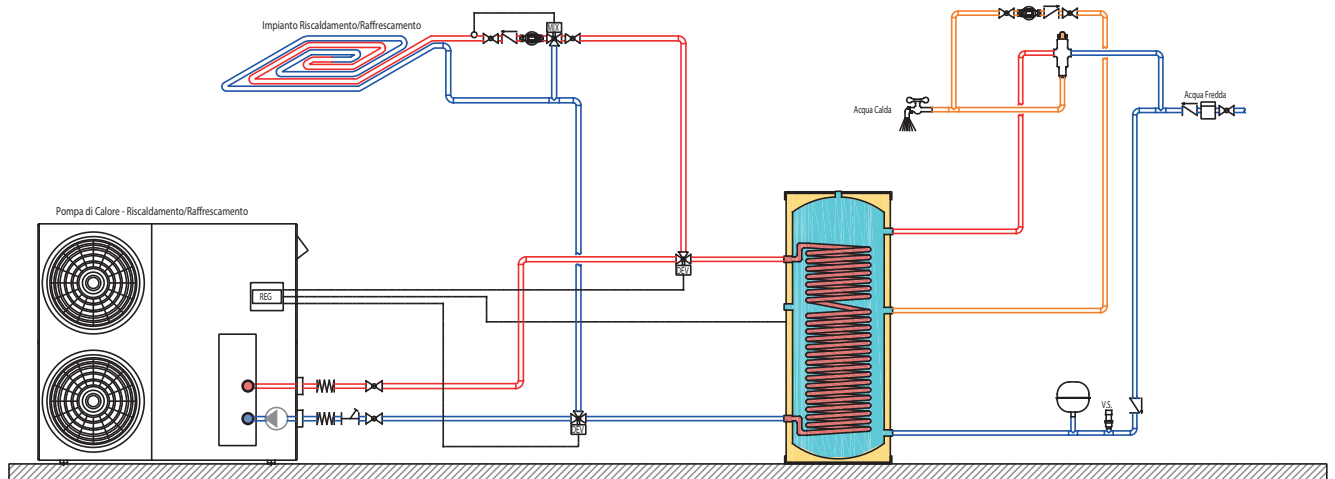 Impianto Riscaldamento/Raffrescamento
MIX
Acqua Calda
Acqua Fredda
Pompa di Calore - Riscaldamento/Raffrescamento
DEV
REG
V.S.
DEV